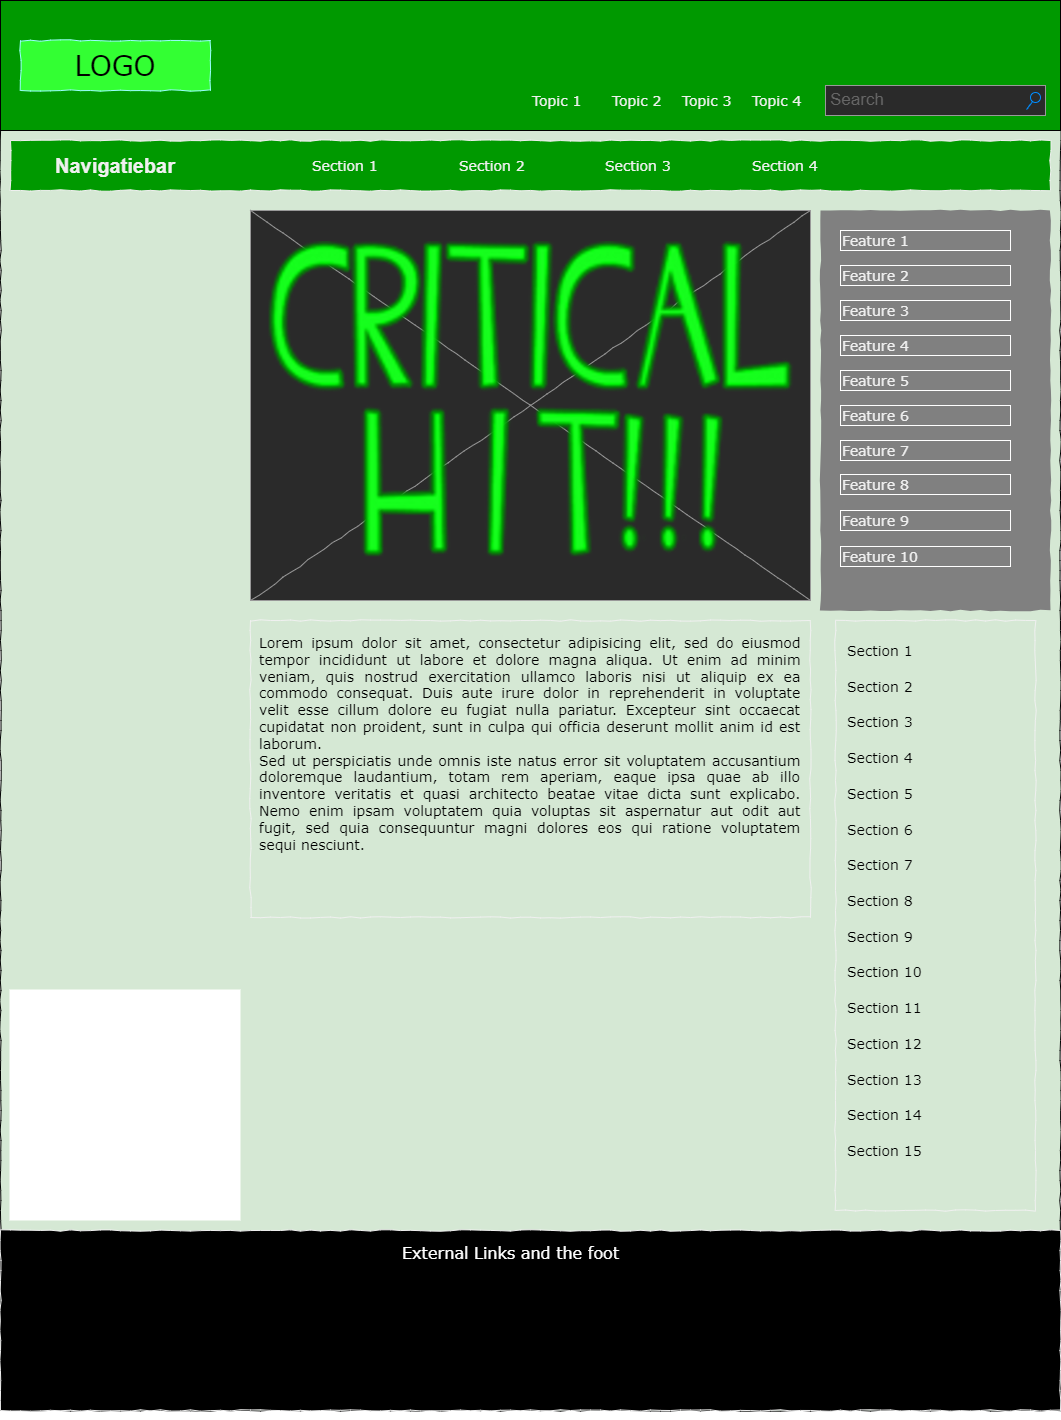 LOGO
Topic 1 Topic 2 Topic 3 Topic 4 Search
Navigatiebar Section 1 Section 2 Section 3 Section 4
CRITICAL
HIT!!!
Feature 1
Feature 2
Feature 3
Feature 4
Feature 5
Feature 6
Feature 7
Feature 8
Feature 9
Feature 10
Lorem ipsum dolor sit amet, consectetur adipisicing elit, sed do eiusmod
tempor incididunt ut labore et dolore magna aliqua. Ut enim ad minim
veniam, quis nostrud exercitation ullamco laboris nisi ut aliquip ex ea
commodo consequat. Duis aute irure dolor in reprehenderit in voluptate
velit esse cillum dolore eu fugiat nulla pariatur. Excepteur sint occaecat
cupidatat non proident, sunt in culpa qui officia deserunt mollit anim id est
laborum.
Sed ut perspiciatis unde omnis iste natus error sit voluptatem accusantium
doloremque laudantium, totam rem aperiam, eaque ipsa quae ab illo
inventore veritatis et quasi architecto beatae vitae dicta sunt explicabo.
Nemo enim ipsam voluptatem quia voluptas sit aspernatur aut odit aut
fugit, sed quia consequuntur magni dolores eos qui ratione voluptatem
sequi nesciunt.
Section 1
Section 2
Section 3
Section 4
Section 5
Section 6
Section 7
Section 8
Section 9
Section 10
Section 11
Section 12
Section 13
Section 14
Section 15
External Links and the foot